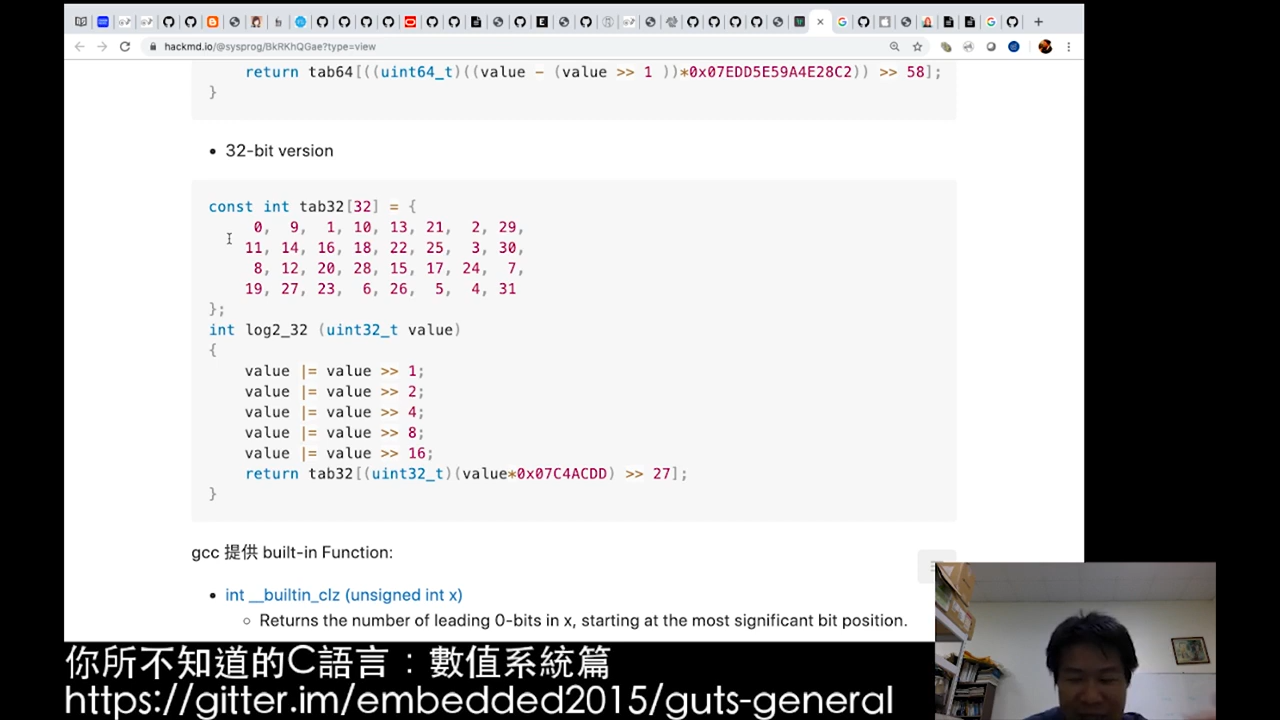 hackmd.io/@sysprog/BkRKhQGae?type=view
return tab64[((uint64_t)((value - (value >> 1 ))*0x07EDD5E59A4E28C2)) >> 58];
}
• 32-bit version
const int tab32[32] = {
0, 9, 1, 10, 13, 21, 2, 29,
11, 14, 16, 18, 22, 25, 3, 30,
8, 12, 20, 28, 15, 17, 24, 7,
19, 27, 23, 6, 26, 5, 4, 31
};
int log2_32 (uint32_t value)
{
value |= value >> 1;
value |= value >> 2;
value |= value >> 4;
value |= value >> 8;
value |= value >> 16;
return tab32[(uint32_t)(value*0x07C4ACDD) >> 27];
}
gcc 提供 built-in Function:
• int __builtin_clz (unsigned int x)
◦ Returns the number of leading 0-bits in x, starting at the most significant bit position.
你所不知道的C語言：數值系統篇
https://gitter.im/embedded2015/guts-general